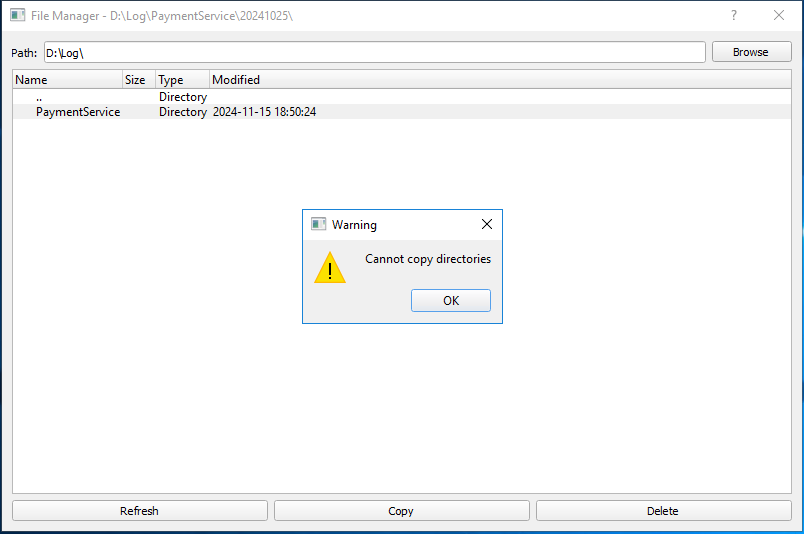 File Manager - D:\Log\PaymentService\20241025\
Path: D:\Log\ Browse
Name Size Type Modified
.. Directory
PaymentService Directory 2024-11-15 18:50:24
Warning
Cannot copy directories
OK
Refresh Copy Delete